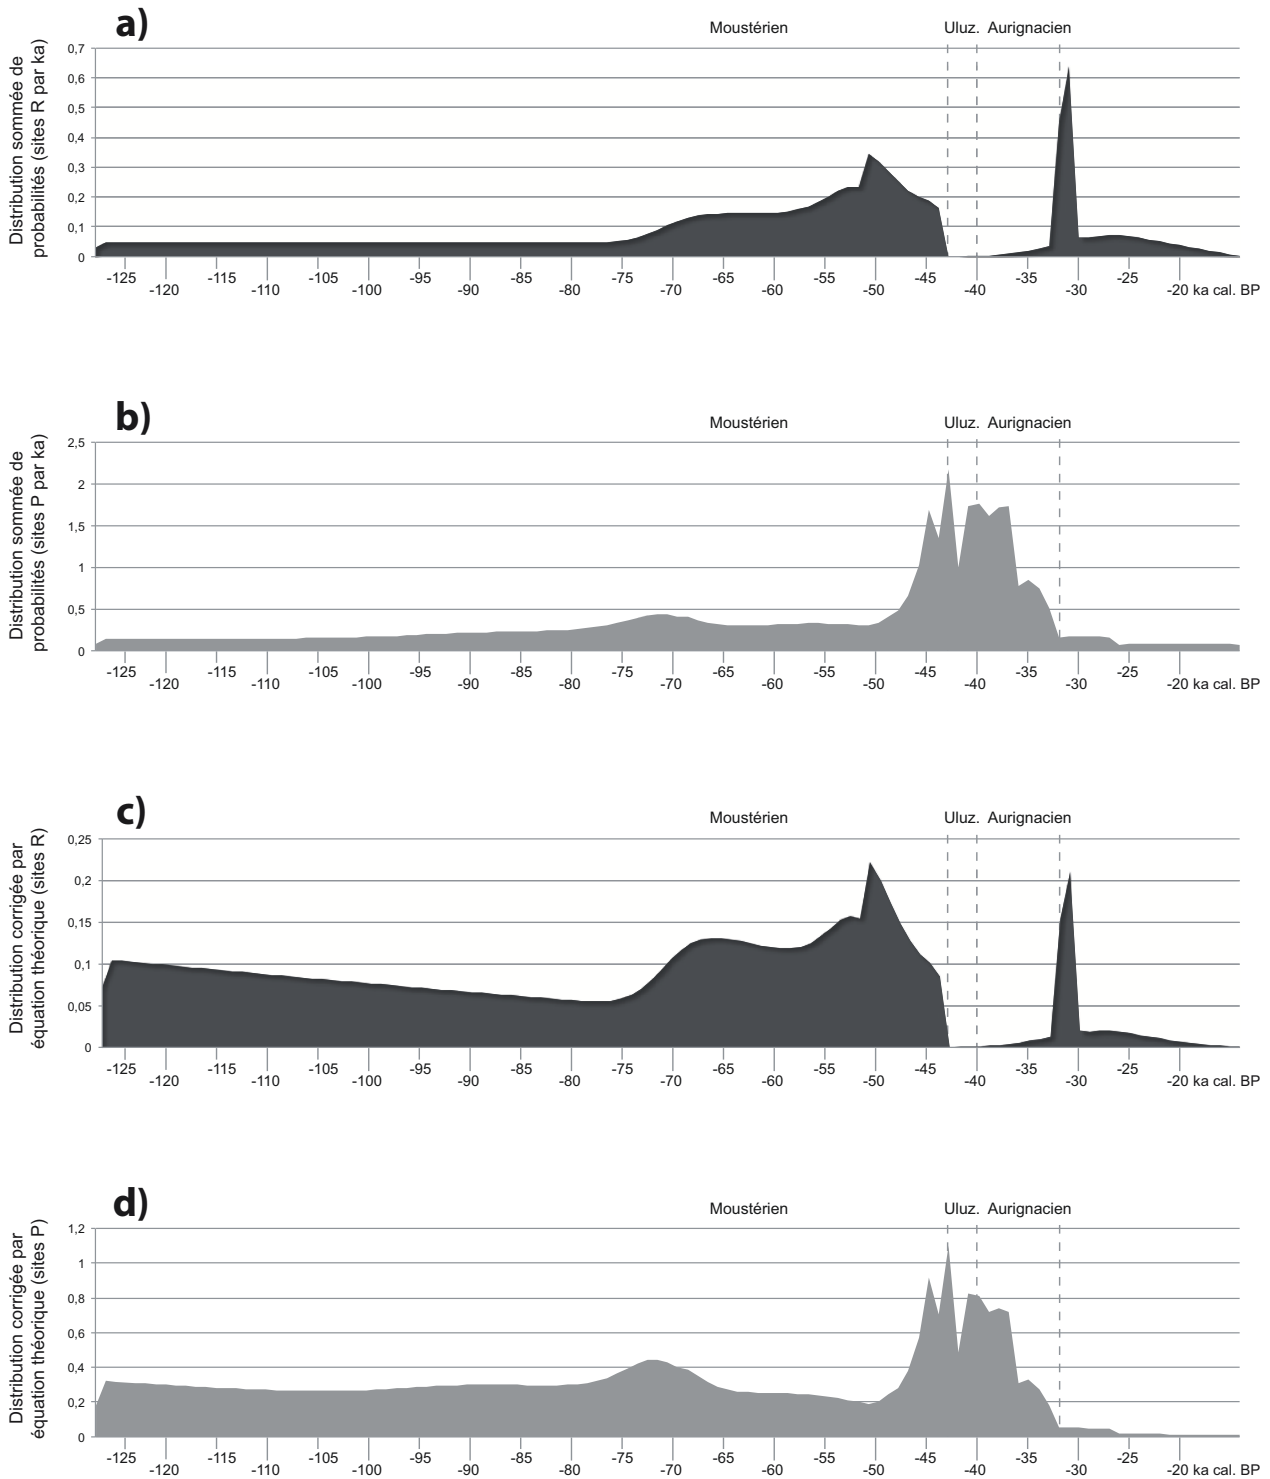 a)
Moustérien Uluz. Aurignacien
Distribution sommée de
probabilités (sites R par ka)
0,7
0,6
0,5
0,4
0,3
0,2
0,1
0
-125 -115 -105 -95 -85 -75 -65 -55 -45 -35 -25
-120 -110 -100 -90 -80 -70 -60 -50 -40 -30 -20 ka cal. BP
b)
Moustérien Uluz. Aurignacien
Distribution sommée de
probabilités (sites P par ka)
2,5
2
1,5
1
0,5
0
-125 -115 -105 -95 -85 -75 -65 -55 -45 -35 -25
-120 -110 -100 -90 -80 -70 -60 -50 -40 -30 -20 ka cal. BP
c)
Moustérien Uluz. Aurignacien
Distribution corrigée par
équation théorique (sites R)
0,25
0,2
0,15
0,1
0,05
0
-125 -115 -105 -95 -85 -75 -65 -55 -45 -35 -25
-120 -110 -100 -90 -80 -70 -60 -50 -40 -30 -20 ka cal. BP
d)
Moustérien Uluz. Aurignacien
Distribution corrigée par
équation théorique (sites P)
1,2
1
0,8
0,6
0,4
0,2
0
-125 -115 -105 -95 -85 -75 -65 -55 -45 -35 -25
-120 -110 -100 -90 -80 -70 -60 -50 -40 -30 -20 ka cal. BP